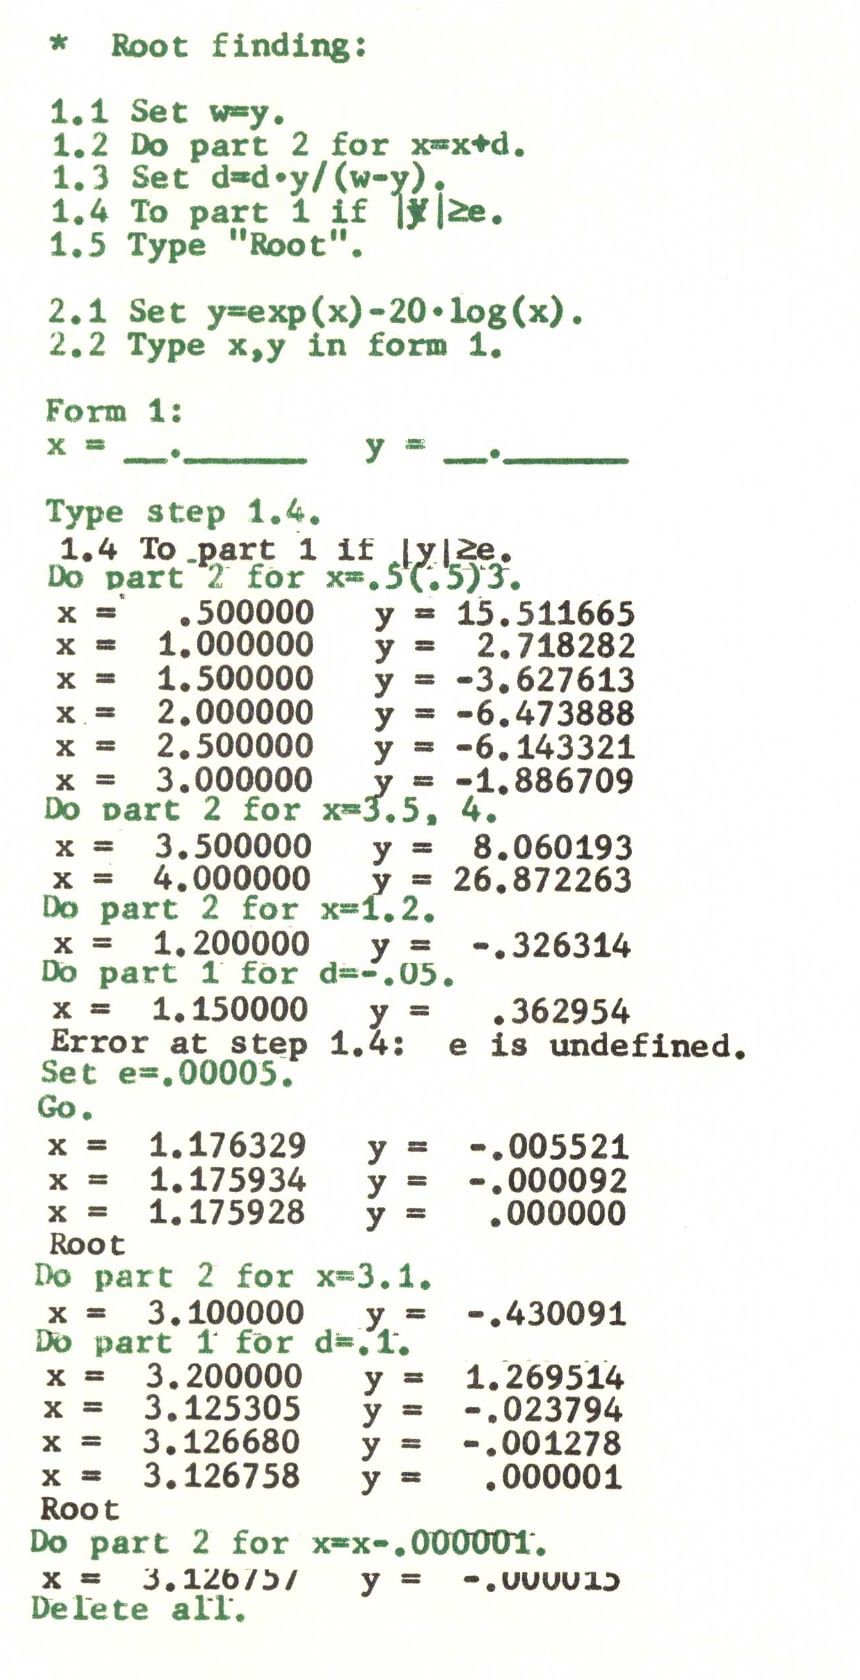 * Root finding:
1.1 Set w=y.
1.2 Do part 2 for x=x+d.
1.3 Set d=d·y/(w-y).
1.4 To part 1 if |y|≥e.
1.5 Type "Root".
2.1 Set y=exp(x)-20·log(x).
2.2 Type x,y in form 1.
Form 1:
x = __.______ y = __.______
Type step 1.4.
1.4 To part 1 if |y|≥e.
Do part 2 for x=.5(.5)3.
x = .500000 y = 15.511665
x = 1.000000 y = 2.718282
x = 1.500000 y = -3.627613
x = 2.000000 y = -6.473888
x = 2.500000 y = -6.143321
x = 3.000000 y = -1.886709
Do part 2 for x=3.5, 4.
x = 3.500000 y = 8.060193
x = 4.000000 y = 26.872263
Do part 2 for x=1.2.
x = 1.200000 y = -.326314
Do part 1 for d=-.05.
x = 1.150000 y = .362954
Error at step 1.4: e is undefined.
Set e=.00005.
Go.
x = 1.176329 y = -.005521
x = 1.175934 y = -.000092
x = 1.175928 y = .000000
Root
Do part 2 for x=3.1.
x = 3.100000 y = -.430091
Do part 1 for d=.1.
x = 3.200000 y = 1.269514
x = 3.125305 y = -.023794
x = 3.126680 y = -.001278
x = 3.126758 y = .000001
Root
Do part 2 for x=x-.000001.
x = 3.126757 y = -.000015
Delete all.